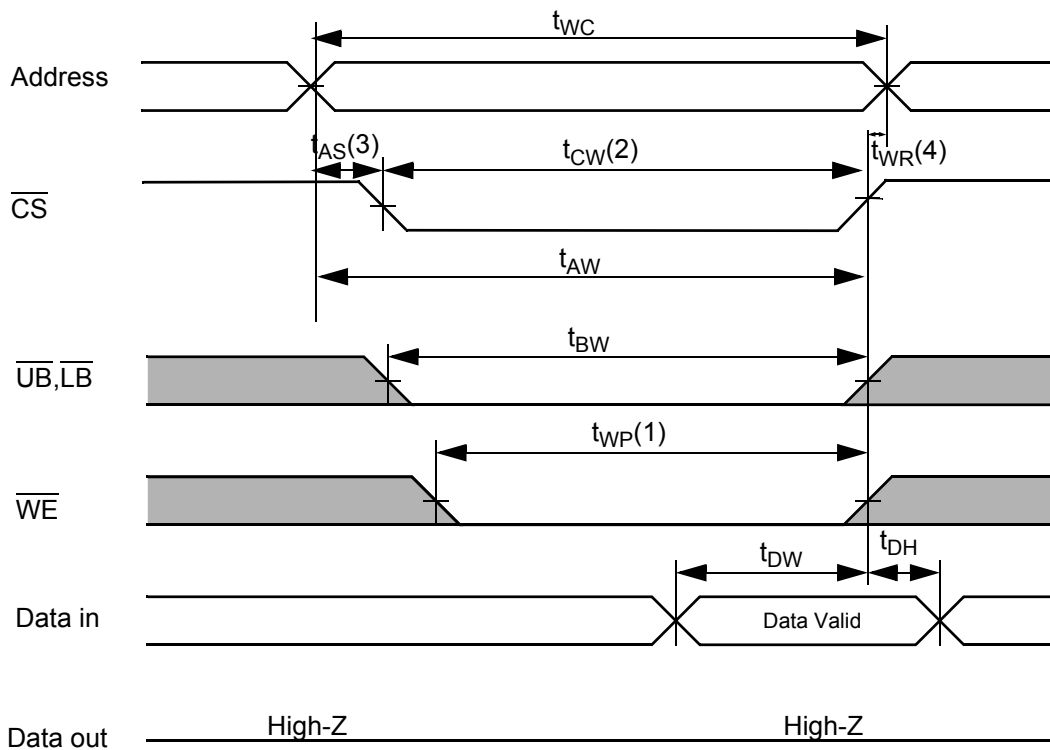 tWC
Address
tAS(3)
tCW(2)
tWR(4)
CS
tAW
tBW
UB,LB
tWP(1)
WE
tDW
tDH
Data in
Data Valid
High-Z
High-Z
Data out